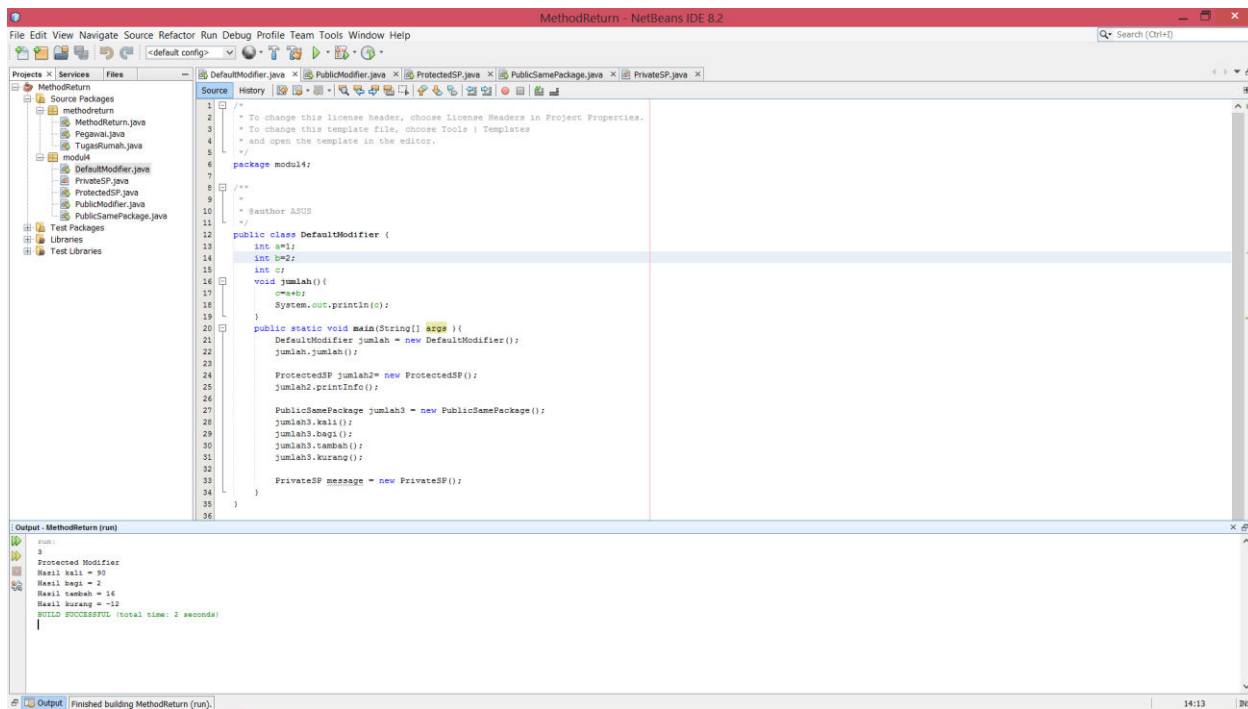 MethodReturn - NetBeans IDE 8.2
File Edit View Navigate Source Refactor Run Debug Profile Team Tools Window Help
Search (Ctrl+I)
<default config>
Projects Services Files
DefaultModifier.java PublicModifier.java ProtectedSP.java PublicSamePackage.java PrivateSP.java
Source History
MethodReturn
Source Packages
methodreturn
MethodReturn.java
Pegawai.java
TugasRumah.java
modul4
DefaultModifier.java
PrivateSP.java
ProtectedSP.java
PublicModifier.java
PublicSamePackage.java
Test Packages
Libraries
Test Libraries
1 /*
2 * To change this license header, choose License Headers in Project Properties.
3 * To change this template file, choose Tools | Templates
4 * and open the template in the editor.
5 */
6 package modul4;
7
8 /**
9 *
10 * @author ASUS
11 */
12 public class DefaultModifier {
13 int a=1;
14 int b=2;
15 int c;
16 void jumlah(){
17 c=a+b;
18 System.out.println(c);
19 }
20 public static void main(String[] args ){
21 DefaultModifier jumlah = new DefaultModifier();
22 jumlah.jumlah();
23
24 ProtectedSP jumlah2= new ProtectedSP();
25 jumlah2.printInfo();
26
27 PublicSamePackage jumlah3 = new PublicSamePackage();
28 jumlah3.kali();
29 jumlah3.bagi();
30 jumlah3.tambah();
31 jumlah3.kurang();
32
33 PrivateSP message = new PrivateSP();
34 }
35 }
36
Output - MethodReturn (run)
run:
3
Protected Modifier
Hasil kali = 90
Hasil bagi = 2
Hasil tambah = 16
Hasil kurang = -12
BUILD SUCCESSFUL (total time: 2 seconds)
Output Finished building MethodReturn (run).
14:13